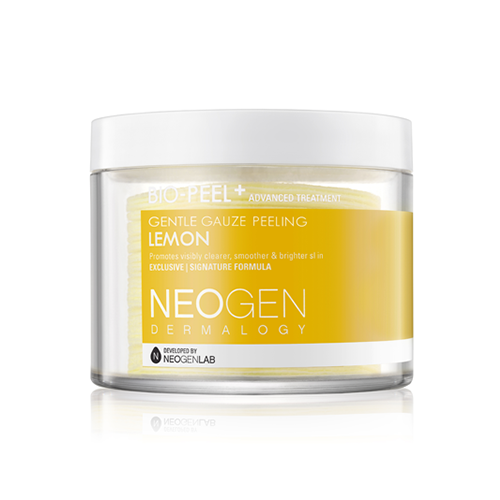 BIO-PEEL+ ADVANCED TREATMENT
GENTLE GAUZE PEELING
LEMON
Promotes visibly clearer, smoother & brighter
EXCLUSIVE | SIGNATURE FORMULA
NEOGEN
DERMALOGY
N DEVELOPED BY
NEOGENLAB